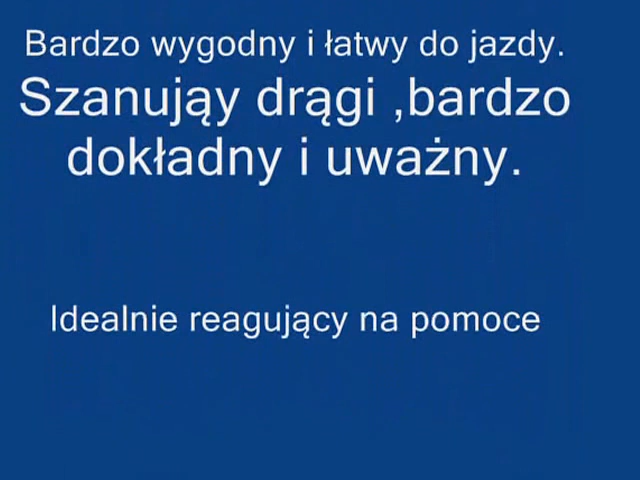 Bardzo wygodny i łatwy do jazdy.
Szanująy drągi ,bardzo
dokładny i uważny.
Idealnie reagujący na pomoce